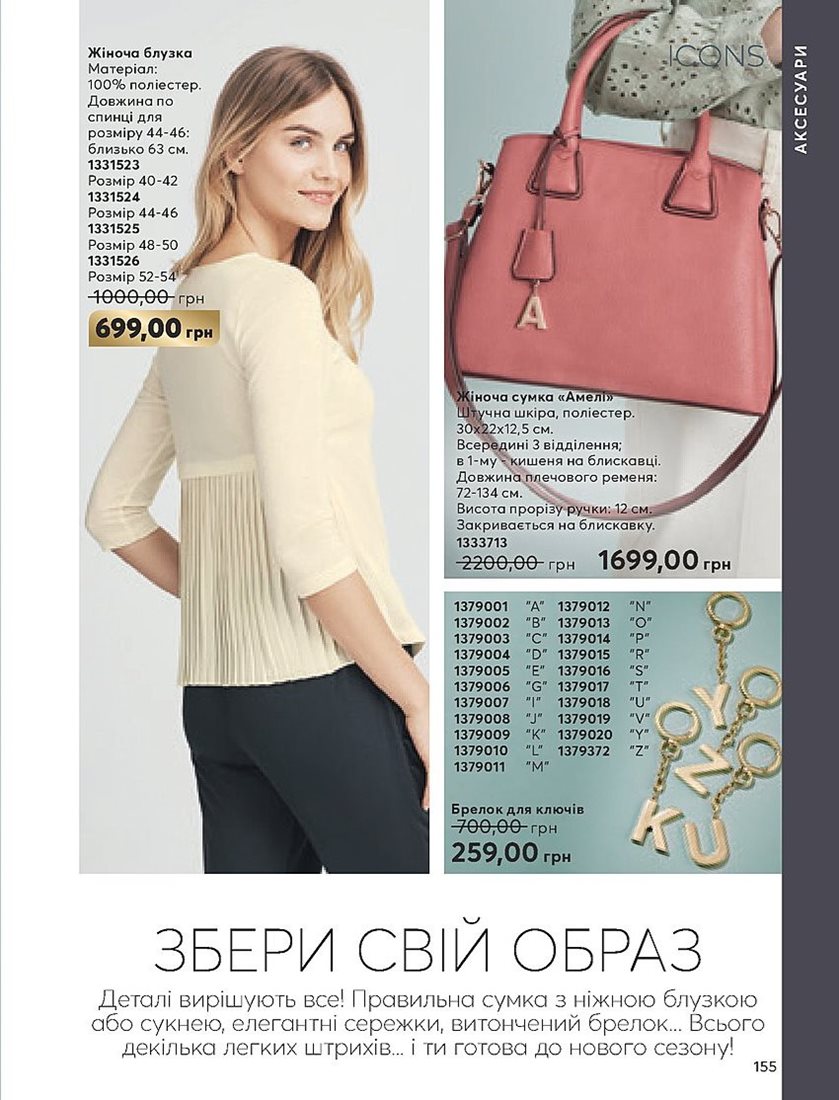 Жіноча блузка
Матеріал:
100% поліестер.
Довжина по
спинці для
розміру 44-46:
близько 63 см.
1331523
Розмір 40-42
1331524
Розмір 44-46
1331525
Розмір 48-50
1331526
Розмір 52-54
1000,00 грн
699,00 грн
ICONS
АКСЕСУАРИ
A
Жіноча сумка «Амелі»
Штучна шкіра, поліестер.
30x22x12,5 см.
Всередині 3 відділення;
в 1-му - кишеня на блискавці.
Довжина плечового ременя:
72-134 см.
Висота прорізу ручки: 12 см.
Закривається на блискавку.
1333713
2200,00 грн 1699,00 грн
1379001 "A" 1379012 "N"
1379002 "B" 1379013 "O"
1379003 "C" 1379014 "P"
1379004 "D" 1379015 "R"
1379005 "E" 1379016 "S"
1379006 "G" 1379017 "T"
1379007 "I" 1379018 "U"
1379008 "J" 1379019 "V"
1379009 "K" 1379020 "Y"
1379010 "L" 1379372 "Z"
1379011 "M"
Y
Z
K U
Брелок для ключів
700,00 грн
259,00 грн
ЗБЕРИ СВІЙ ОБРАЗ
Деталі вирішують все! Правильна сумка з ніжною блузкою
або сукнею, елегантні сережки, витончений брелок... Всього
декілька легких штрихів... і ти готова до нового сезону!
155